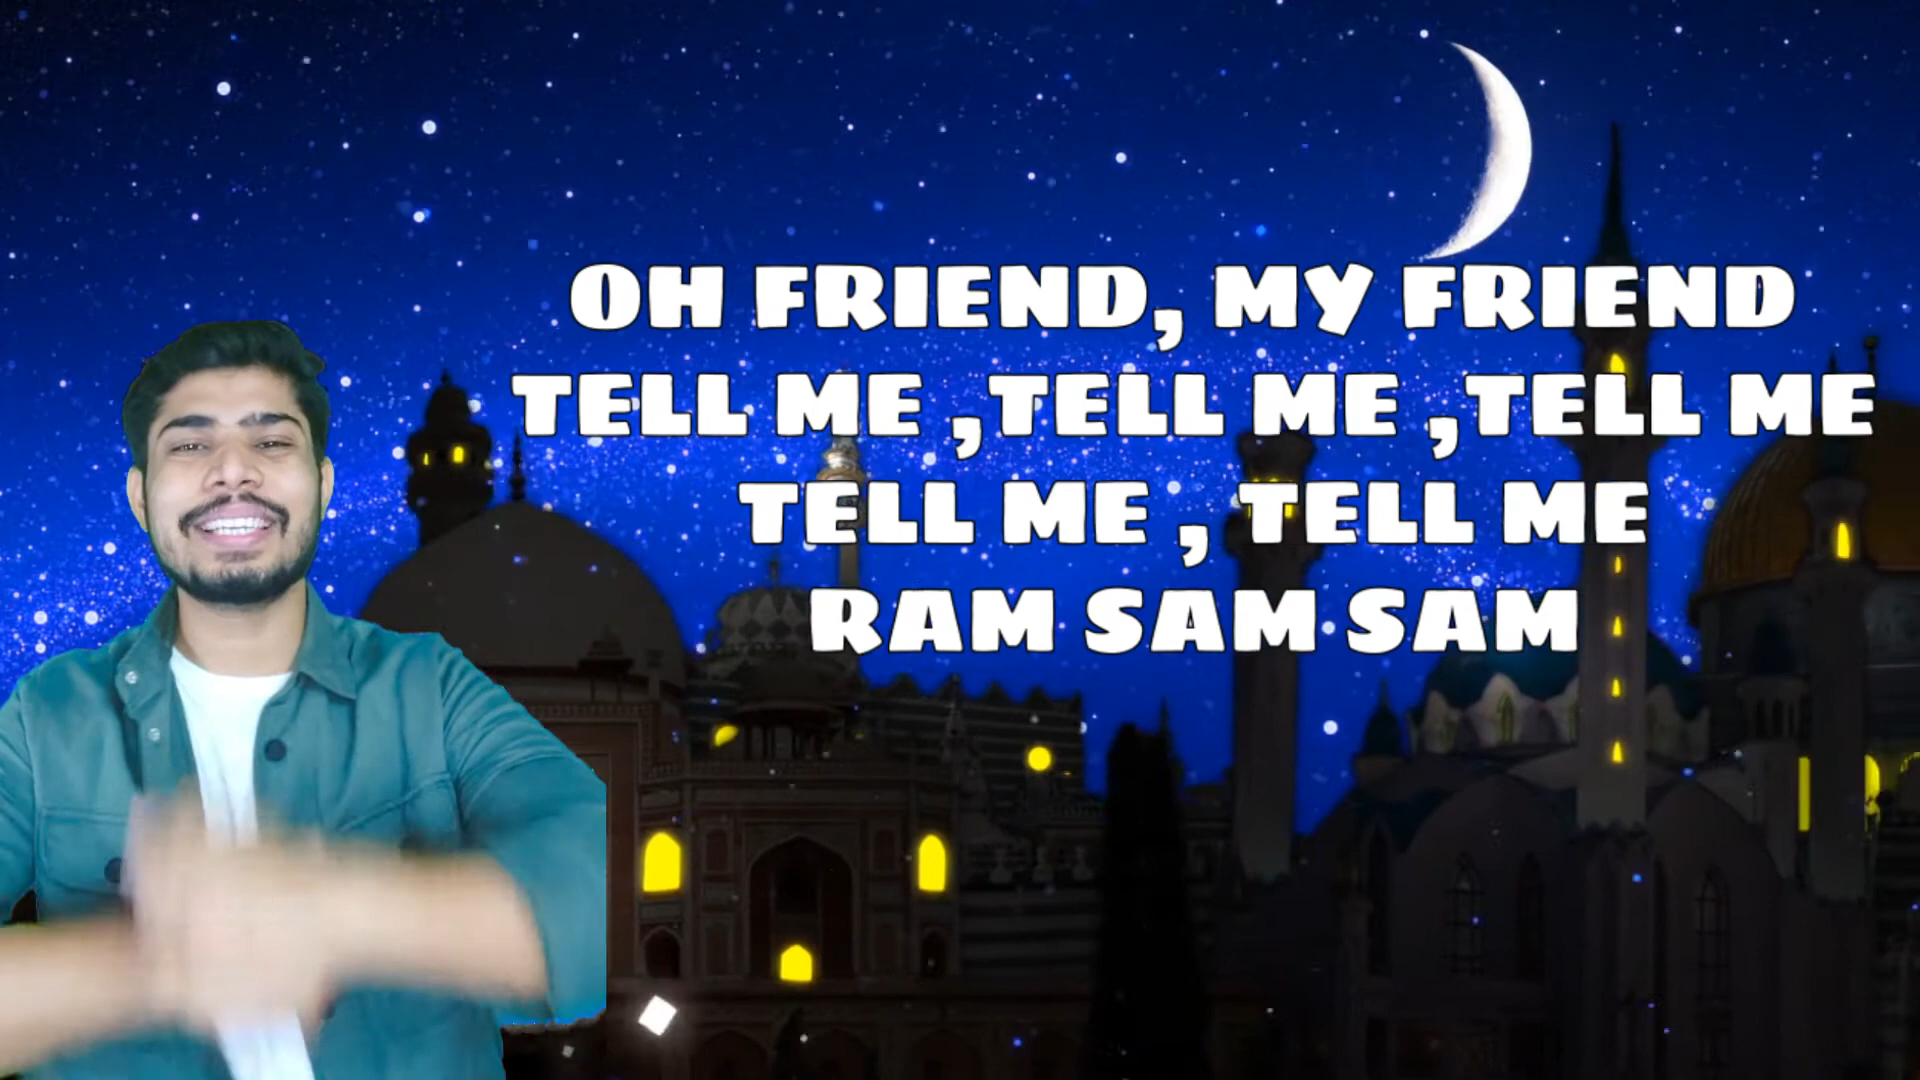 OH FRIEND, MY FRIEND
TELL ME ,TELL ME ,TELL ME
TELL ME , TELL ME
RAM SAM SAM